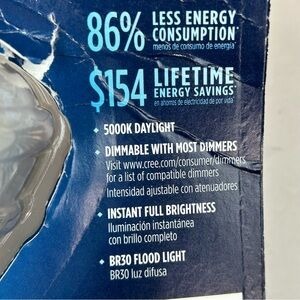 86% LESS ENERGY
CONSUMPTION*
menos de consumo de energía*
$154 LIFETIME
ENERGY SAVINGS*
en ahorros de electricidad de por vida*
• 5000K DAYLIGHT
• DIMMABLE WITH MOST DIMMERS
Visit www.cree.com/consumer/dimmers
for a list of compatible dimmers
Intensidad ajustable con atenuadores
• INSTANT FULL BRIGHTNESS
Iluminación instantánea
con brillo completo
• BR30 FLOOD LIGHT
BR30 luz difusa